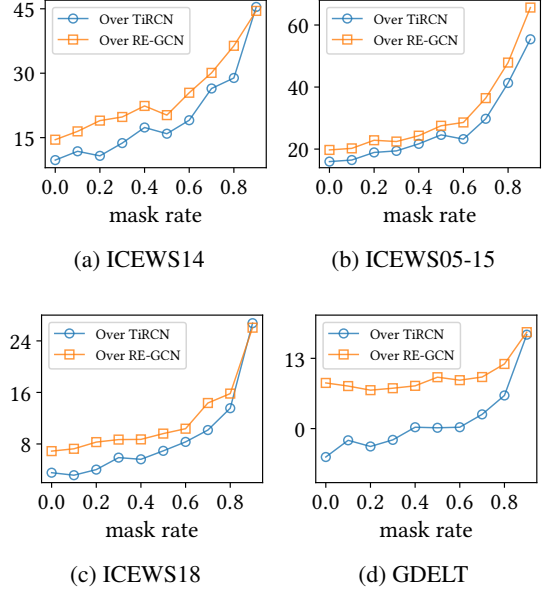 45
30
15
Over TiRCN
Over RE-GCN
0.0 0.2 0.4 0.6 0.8
mask rate
(a) ICEWS14
60
40
20
Over TiRCN
Over RE-GCN
0.0 0.2 0.4 0.6 0.8
mask rate
(b) ICEWS05-15
24
16
8
Over TiRCN
Over RE-GCN
0.0 0.2 0.4 0.6 0.8
mask rate
(c) ICEWS18
13
0
Over TiRCN
Over RE-GCN
0.0 0.2 0.4 0.6 0.8
mask rate
(d) GDELT